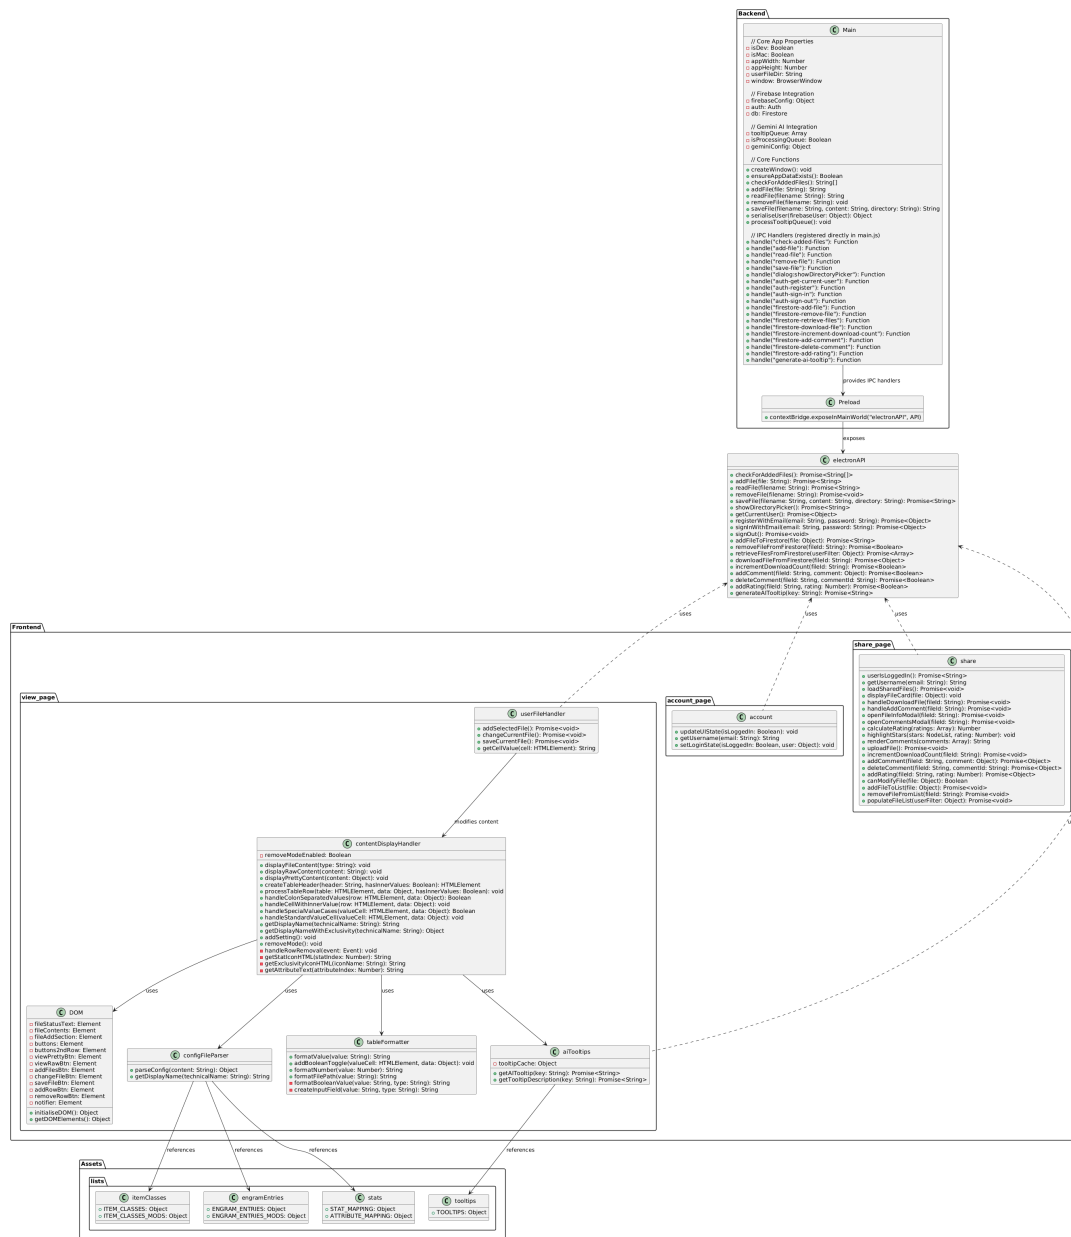 Backend
C Main
// Core App Properties
isDev: Boolean
isMac: Boolean
appWidth: Number
appHeight: Number
userFileDir: String
window: BrowserWindow
// Firebase Integration
firebaseConfig: Object
auth: Auth
db: Firestore
// Gemini AI Integration
tooltipQueue: Array
isProcessingQueue: Boolean
geminiConfig: Object
// Core Functions
createWindow(): void
ensureAppDataExists(): Boolean
checkForAddedFiles(): String[]
addFile(file: String): String
readFile(filename: String): String
removeFile(filename: String): void
saveFile(filename: String, content: String, directory: String): String
serialiseUser(firebaseUser: Object): Object
processTooltipQueue(): void
// IPC Handlers (registered directly in main.js)
handle("check-added-files"): Function
handle("add-file"): Function
handle("read-file"): Function
handle("remove-file"): Function
handle("save-file"): Function
handle("dialog:showDirectoryPicker"): Function
handle("auth-get-current-user"): Function
handle("auth-register"): Function
handle("auth-sign-in"): Function
handle("auth-sign-out"): Function
handle("firestore-add-file"): Function
handle("firestore-remove-file"): Function
handle("firestore-retrieve-files"): Function
handle("firestore-download-file"): Function
handle("firestore-increment-download-count"): Function
handle("firestore-add-comment"): Function
handle("firestore-delete-comment"): Function
handle("firestore-add-rating"): Function
handle("generate-ai-tooltip"): Function
provides IPC handlers
C Preload
contextBridge.exposeInMainWorld("electronAPI", API)
exposes
C electronAPI
checkForAddedFiles(): Promise<String[]>
addFile(file: String): Promise<String>
readFile(filename: String): Promise<String>
removeFile(filename: String): Promise<void>
saveFile(filename: String, content: String, directory: String): Promise<String>
showDirectoryPicker(): Promise<String>
getCurrentUser(): Promise<Object>
registerWithEmail(email: String, password: String): Promise<Object>
signInWithEmail(email: String, password: String): Promise<Object>
signOut(): Promise<void>
addFileToFirestore(file: Object): Promise<String>
removeFileFromFirestore(fileId: String): Promise<Boolean>
retrieveFilesFromFirestore(userFilter: Object): Promise<Array>
downloadFileFromFirestore(fileId: String): Promise<Object>
incrementDownloadCount(fileId: String): Promise<Boolean>
addComment(fileId: String, comment: Object): Promise<Boolean>
deleteComment(fileId: String, commentId: String): Promise<Boolean>
addRating(fileId: String, rating: Number): Promise<Boolean>
generateAITooltip(key: String): Promise<String>
uses
uses
uses
Frontend
share_page
C share
userIsLoggedIn(): Promise<String>
getUsername(email: String): String
loadSharedFiles(): Promise<void>
displayFileCard(file: Object): void
handleDownloadFile(fileId: String): Promise<void>
handleAddComment(fileId: String): Promise<void>
openFileInfoModal(fileId: String): Promise<void>
openCommentsModal(fileId: String): Promise<void>
calculateRating(ratings: Array): Number
highlightStars(stars: NodeList, rating: Number): void
renderComments(comments: Array): String
uploadFile(): Promise<void>
incrementDownloadCount(fileId: String): Promise<void>
addComment(fileId: String, comment: Object): Promise<Object>
deleteComment(fileId: String, commentId: String): Promise<Object>
addRating(fileId: String, rating: Number): Promise<Object>
canModifyFile(file: Object): Boolean
addFileToList(file: Object): Promise<void>
removeFileFromList(fileId: String): Promise<void>
populateFileList(userFilter: Object): Promise<void>
account_page
C account
updateUIState(isLoggedIn: Boolean): void
getUsername(email: String): String
setLoginState(isLoggedIn: Boolean, user: Object): void
view_page
C userFileHandler
addSelectedFile(): Promise<void>
changeCurrentFile(): Promise<void>
saveCurrentFile(): Promise<void>
getCellValue(cell: HTMLElement): String
modifies content
C contentDisplayHandler
removeModeEnabled: Boolean
displayFileContent(type: String): void
displayRawContent(content: String): void
displayPrettyContent(content: Object): void
createTableHeader(header: String, hasInnerValues: Boolean): HTMLElement
processTableRow(table: HTMLElement, data: Object, hasInnerValues: Boolean): void
handleColonSeparatedValues(row: HTMLElement, data: Object): Boolean
handleCellWithInnerValue(row: HTMLElement, data: Object): void
handleSpecialValueCases(valueCell: HTMLElement, data: Object): Boolean
handleStandardValueCell(valueCell: HTMLElement, data: Object): void
getDisplayName(technicalName: String): String
getDisplayNameWithExclusivity(technicalName: String): Object
addSetting(): void
removeMode(): void
handleRowRemoval(event: Event): void
getStatIconHTML(statIndex: Number): String
getExclusivityIconHTML(iconName: String): String
getAttributeText(attributeIndex: Number): String
uses
uses
uses
uses
C DOM
fileStatusText: Element
fileContents: Element
fileAddSection: Element
buttons: Element
buttons2ndRow: Element
viewPrettyBtn: Element
viewRawBtn: Element
addFilesBtn: Element
changeFileBtn: Element
saveFileBtn: Element
addRowBtn: Element
removeRowBtn: Element
notifier: Element
initialiseDOM(): Object
getDOMElements(): Object
C configFileParser
parseConfig(content: String): Object
getDisplayName(technicalName: String): String
C tableFormatter
formatValue(value: String): String
addBooleanToggle(valueCell: HTMLElement, data: Object): void
formatNumber(value: Number): String
formatFilePath(value: String): String
formatBooleanValue(value: String, type: String): String
createInputField(value: String, type: String): String
C aiTooltips
tooltipCache: Object
getAITooltip(key: String): Promise<String>
getTooltipDescription(key: String): Promise<String>
references
references
references
references
Assets
lists
C itemClasses
ITEM_CLASSES: Object
ITEM_CLASSES_MODS: Object
C engramEntries
ENGRAM_ENTRIES: Object
ENGRAM_ENTRIES_MODS: Object
C stats
STAT_MAPPING: Object
ATTRIBUTE_MAPPING: Object
C tooltips
TOOLTIPS: Object